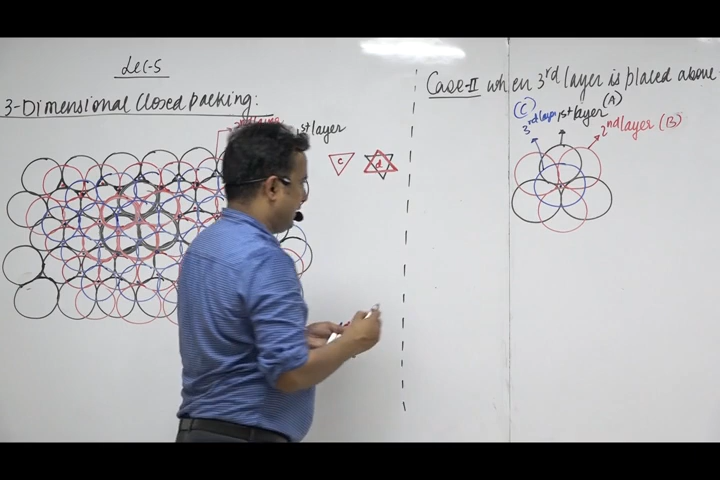 Lec-5
3-Dimensional Closed packing:
1st layer
c
d
Case-II when 3rd layer is placed above
(C)
3rd layer
1st layer (A)
2nd layer (B)